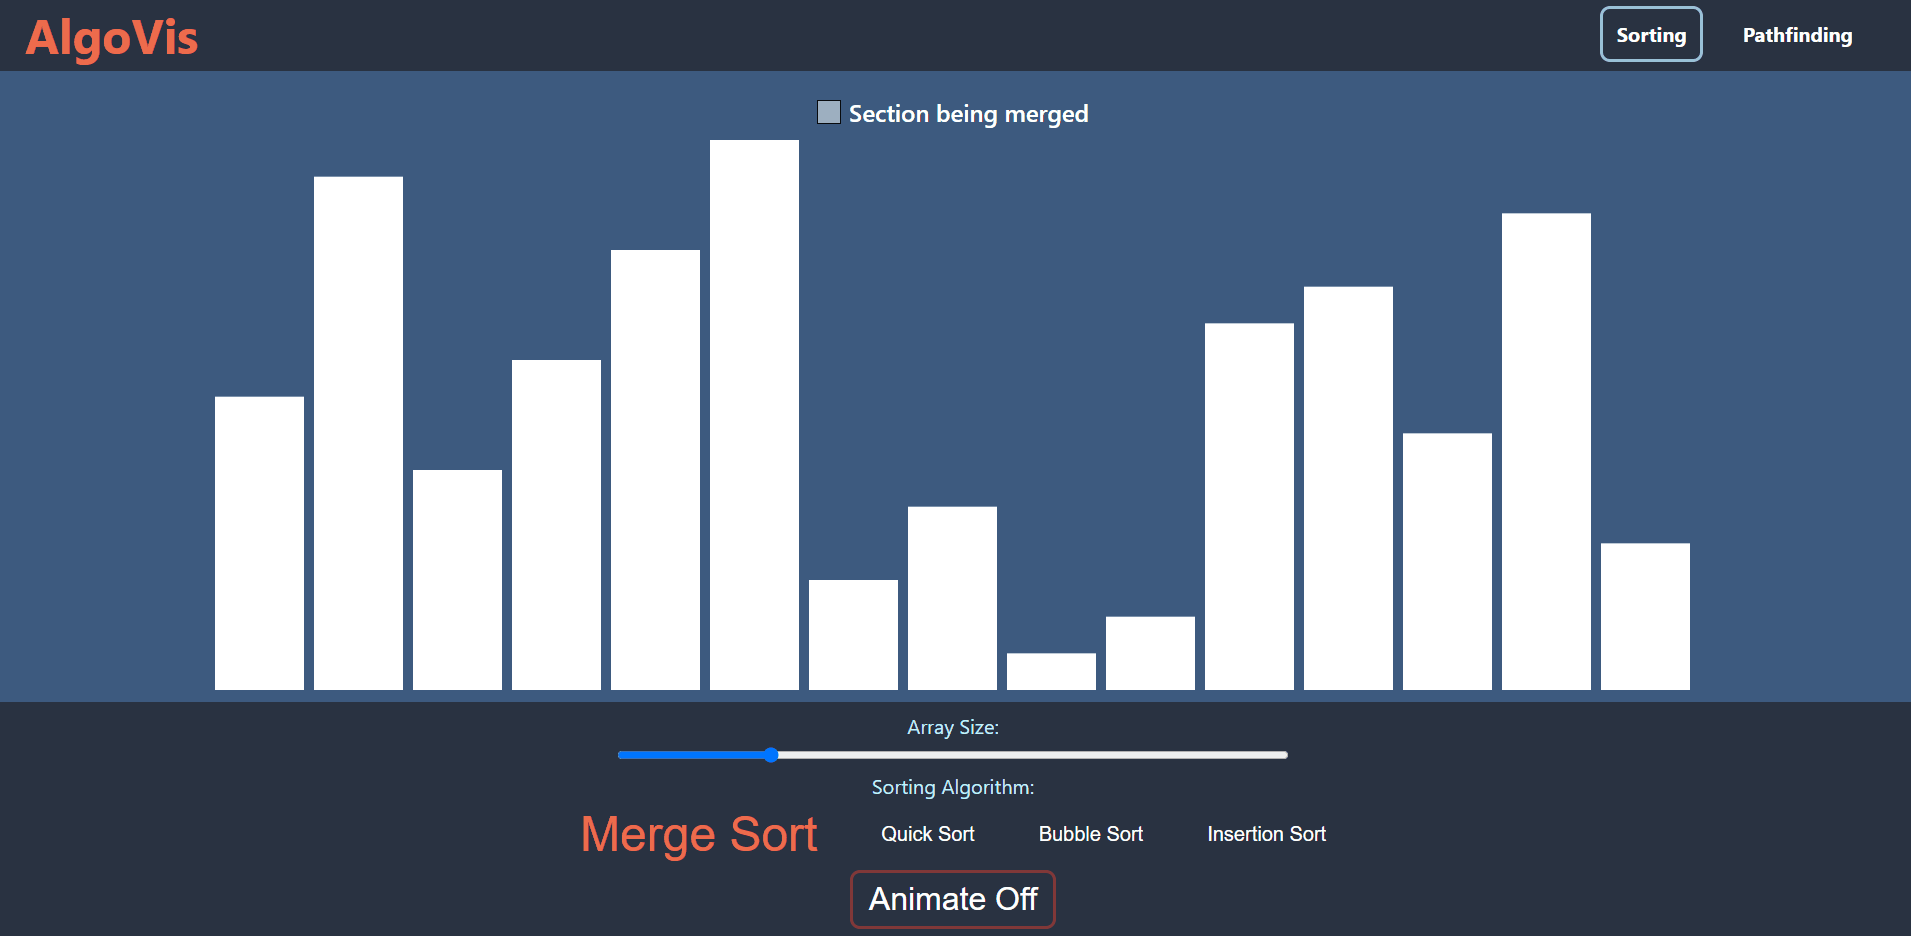 AlgoVis
Sorting
Pathfinding
Section being merged
Array Size:
Sorting Algorithm:
Merge Sort
Quick Sort
Bubble Sort
Insertion Sort
Animate Off